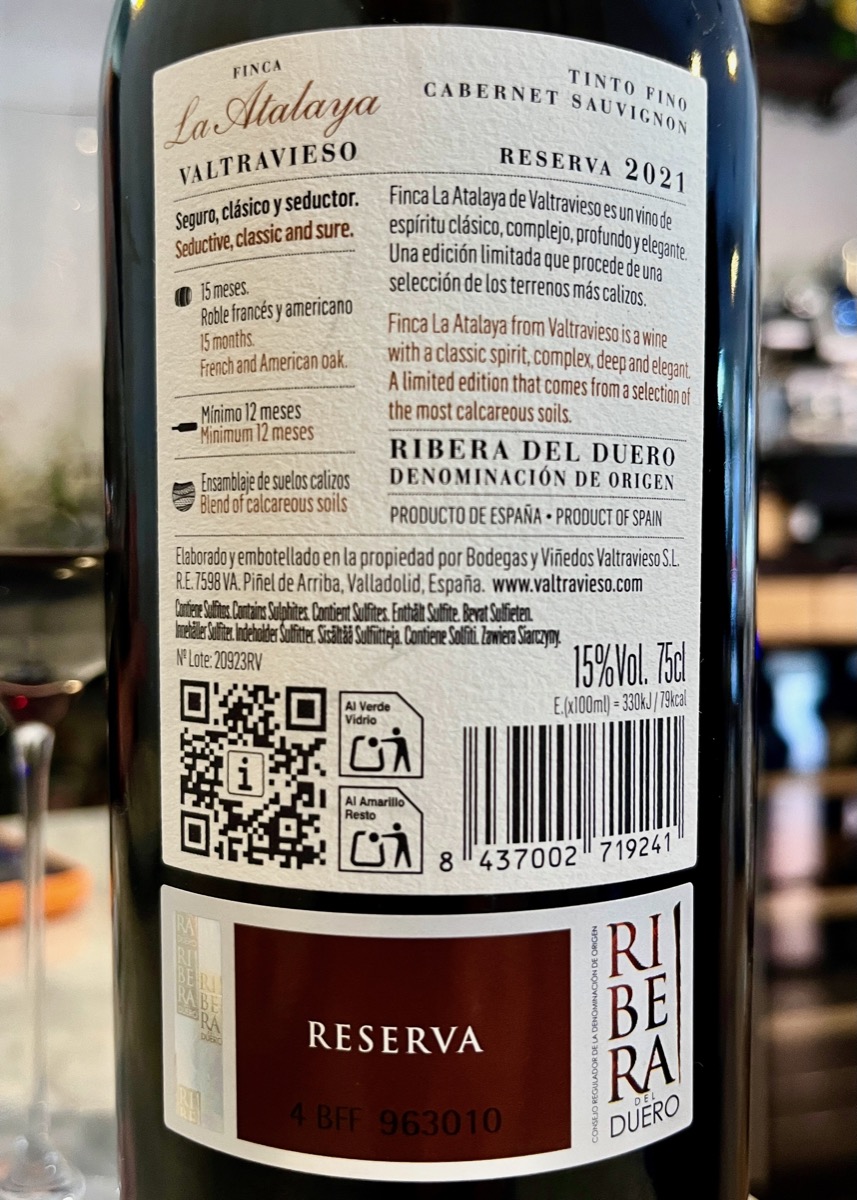 FINCA
La Atalaya
VALTRAVIESO
TINTO FINO
CABERNET SAUVIGNON
RESERVA 2021
Seguro, clásico y seductor.
Seductive, classic and sure.
15 meses.
Roble francés y americano
15 months.
French and American oak.
Mínimo 12 meses
Minimum 12 meses
Ensamblaje de suelos calizos
Blend of calcareous soils
Finca La Atalaya de Valtravieso es un vino de
espíritu clásico, complejo, profundo y elegante.
Una edición limitada que procede de una
selección de los terrenos más calizos.
Finca La Atalaya from Valtravieso is a wine
with a classic spirit, complex, deep and elegant.
A limited edition that comes from a selection of
the most calcareous soils.
RIBERA DEL DUERO
DENOMINACIÓN DE ORIGEN
PRODUCTO DE ESPAÑA • PRODUCT OF SPAIN
Elaborado y embotellado en la propiedad por Bodegas y Viñedos Valtravieso S.L.
R.E. 7598 VA. Piñel de Arriba, Valladolid, España. www.valtravieso.com
Contiene Sulfitos. Contains Sulphites. Contient Sulfites. Enthält Sulfite. Bevat Sulfieten.
Innehåller Sulfiter. Indeholder Sulfitter. Sisältää Sulfiitteja. Contiene Solfiti. Zawiera Siarczyny.
Nº Lote: 20923RV
15%Vol. 75cl
E.(x100ml) = 330kJ / 79kcal
i
Al Verde
Vidrio
Al Amarillo
Resto
8 437002 719241
RIBERA
DEL DUERO
RESERVA
4 BFF 963010
CONSEJO REGULADOR DE LA DENOMINACIÓN DE ORIGEN
RI
BE
RA
DEL
DUERO